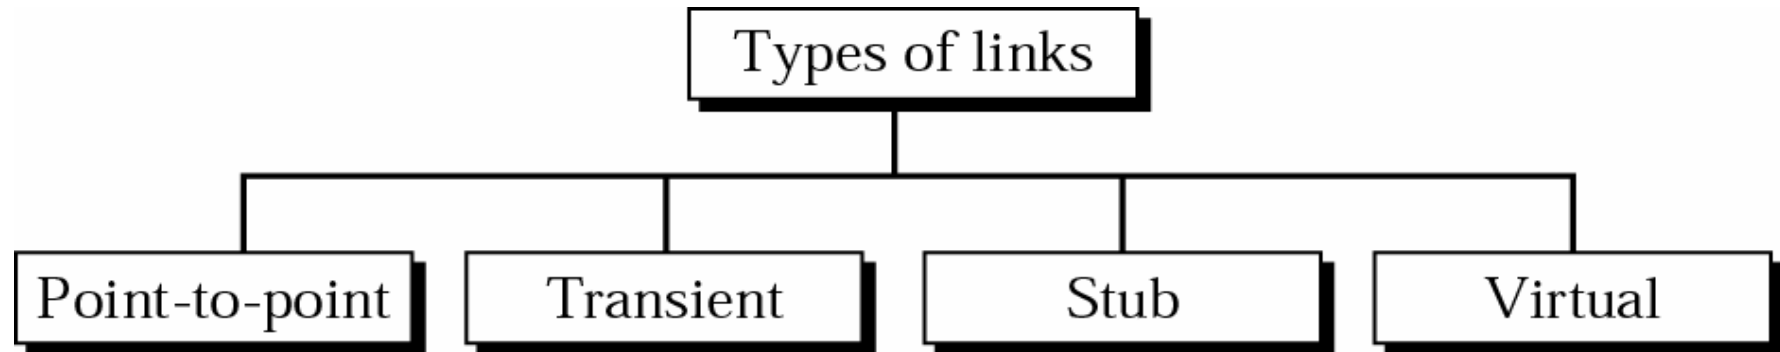 Types of links
Point-to-point
Transient
Stub
Virtual